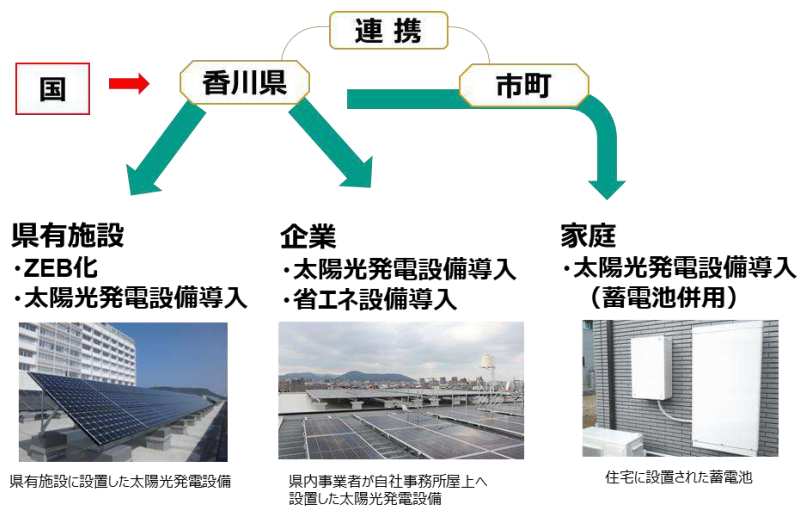 連 携
国
香川県
市町
県有施設
・ZEB化
・太陽光発電設備導入
企業
・太陽光発電設備導入
・省エネ設備導入
家庭
・太陽光発電設備導入
（蓄電池併用）
県有施設に設置した太陽光発電設備
県内事業者が自社事務所屋上へ
設置した太陽光発電設備
住宅に設置された蓄電池